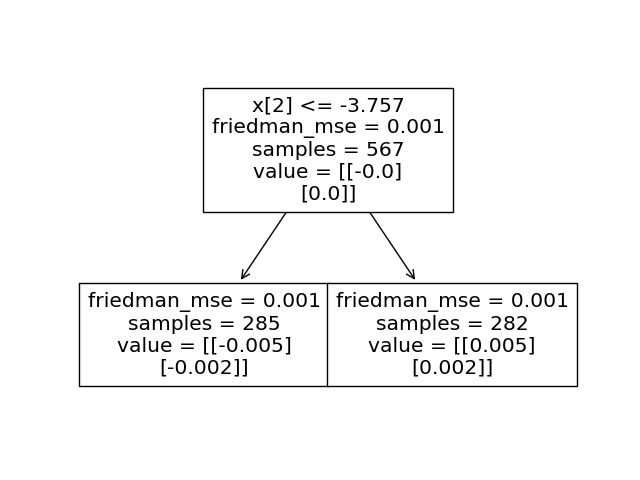 x[2] <= -3.757
friedman_mse = 0.001
samples = 567
value = [[-0.0]
[0.0]]
friedman_mse = 0.001
samples = 285
value = [[-0.005]
[-0.002]]
friedman_mse = 0.001
samples = 282
value = [[0.005]
[0.002]]